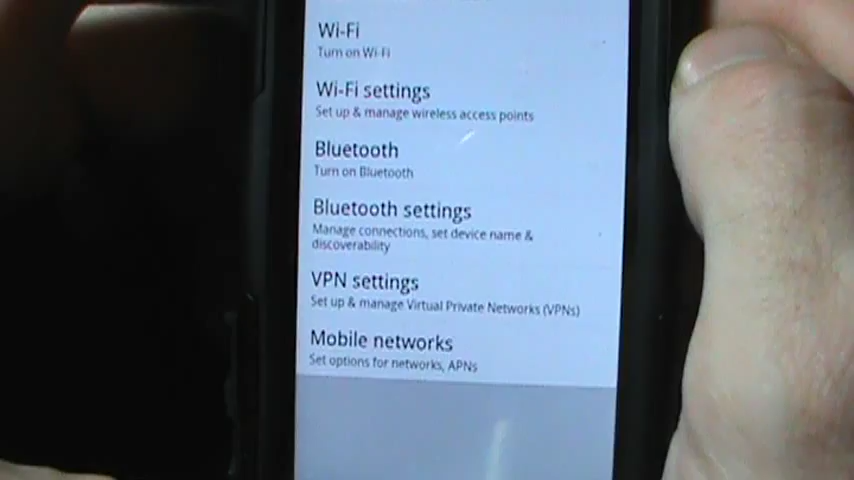 Wi-Fi
Turn on Wi-Fi
Wi-Fi settings
Set up & manage wireless access points
Bluetooth
Turn on Bluetooth
Bluetooth settings
Manage connections, set device name &
discoverability
VPN settings
Set up & manage Virtual Private Networks (VPNs)
Mobile networks
Set options for networks, APNs